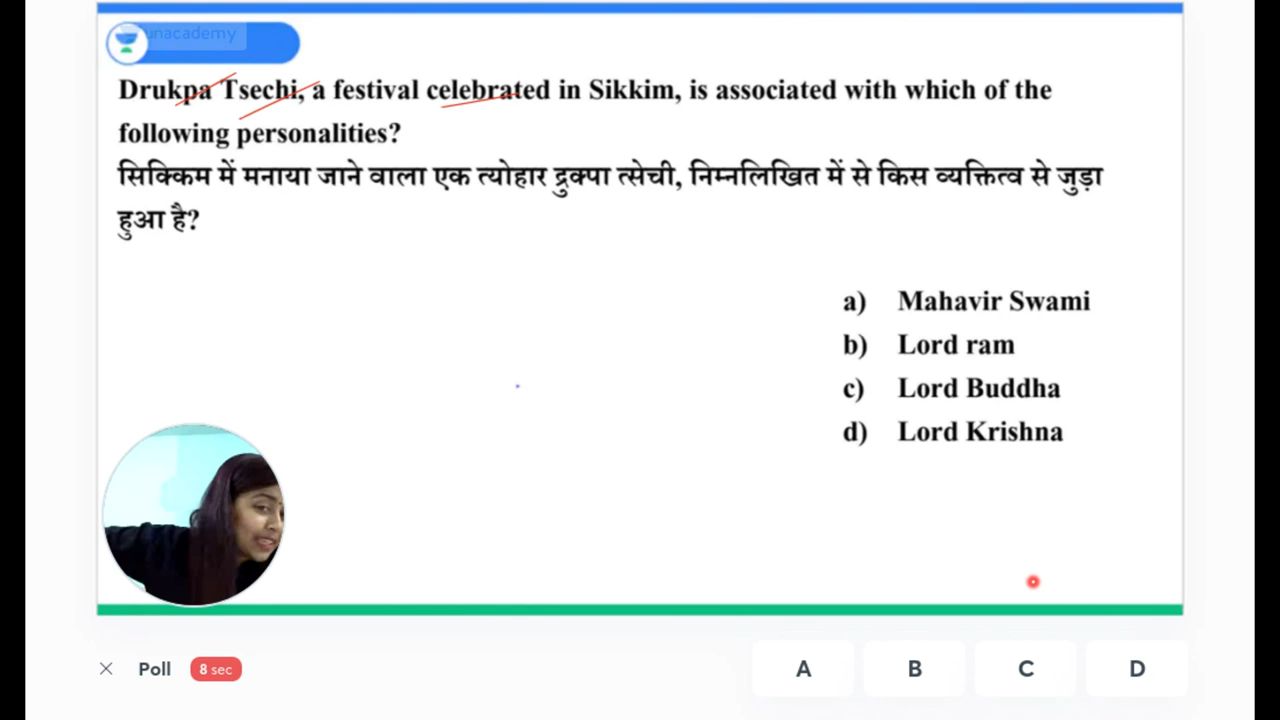 unacademy
Drukpa Tsechi, a festival celebrated in Sikkim, is associated with which of the
following personalities?
सिक्किम में मनाया जाने वाला एक त्योहार द्रुक्पा त्सेची, निम्नलिखित में से किस व्यक्तित्व से जुड़ा
हुआ है?
a) Mahavir Swami
b) Lord ram
c) Lord Buddha
d) Lord Krishna
Poll 8 sec A B C D